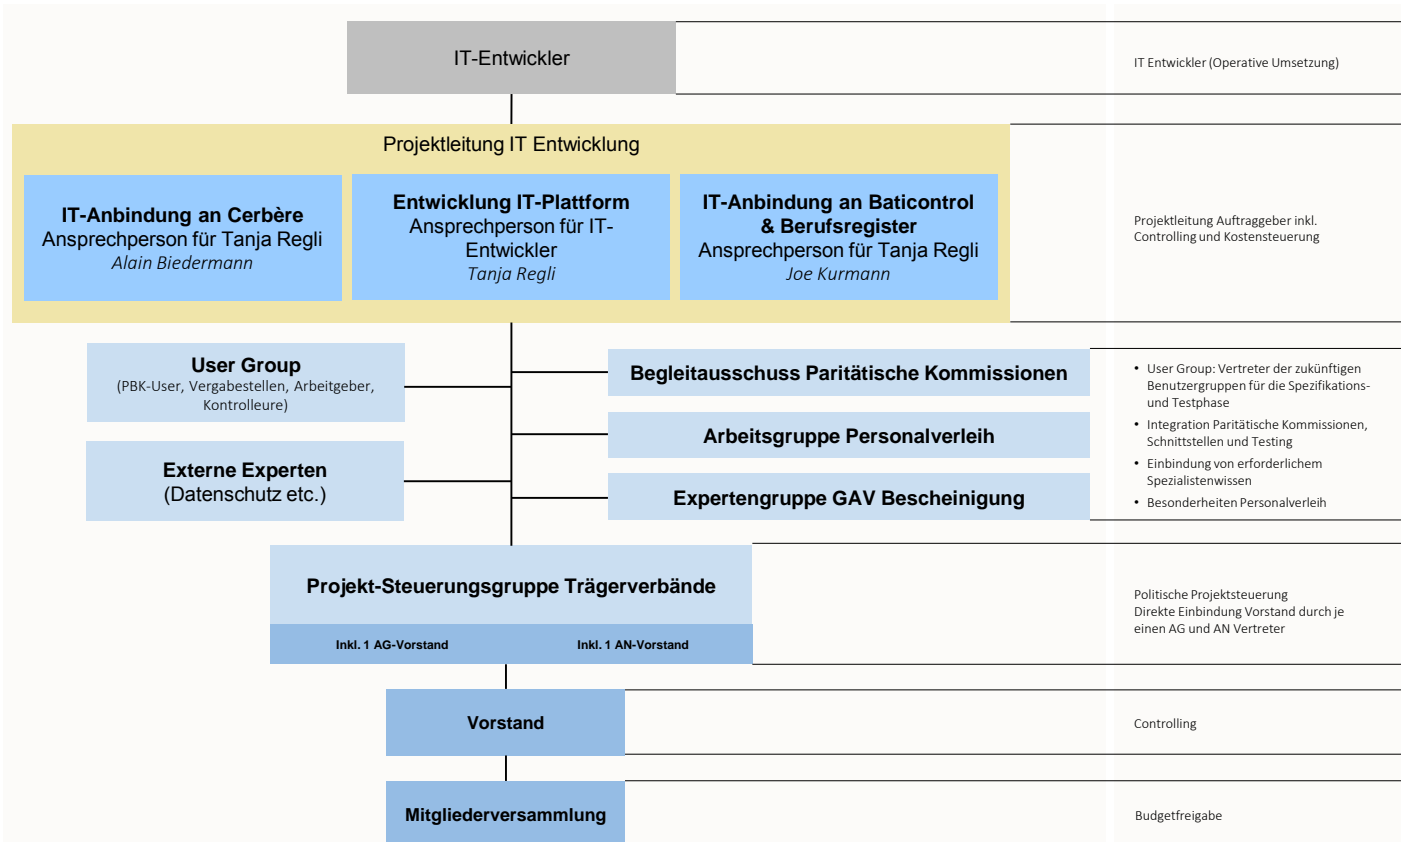 IT-Entwickler
IT Entwickler (Operative Umsetzung)
Projektleitung IT Entwicklung
IT-Anbindung an Cerbère
Ansprechperson für Tanja Regli
Alain Biedermann
Entwicklung IT-Plattform
Ansprechperson für IT-
Entwickler
Tanja Regli
IT-Anbindung an Baticontrol
& Berufsregister
Ansprechperson für Tanja Regli
Joe Kurmann
Projektleitung Auftraggeber inkl.
Controlling und Kostensteuerung
User Group
(PBK-User, Vergabestellen, Arbeitgeber,
Kontrolleure)
Externe Experten
(Datenschutz etc.)
Begleitausschuss Paritätische Kommissionen
Arbeitsgruppe Personalverleih
Expertengruppe GAV Bescheinigung
• User Group: Vertreter der zukünftigen
Benutzergruppen für die Spezifikations-
und Testphase
• Integration Paritätische Kommissionen,
Schnittstellen und Testing
• Einbindung von erforderlichem
Spezialistenwissen
• Besonderheiten Personalverleih
Projekt-Steuerungsgruppe Trägerverbände
Inkl. 1 AG-Vorstand
Inkl. 1 AN-Vorstand
Politische Projektsteuerung
Direkte Einbindung Vorstand durch je
einen AG und AN Vertreter
Vorstand
Controlling
Mitgliederversammlung
Budgetfreigabe